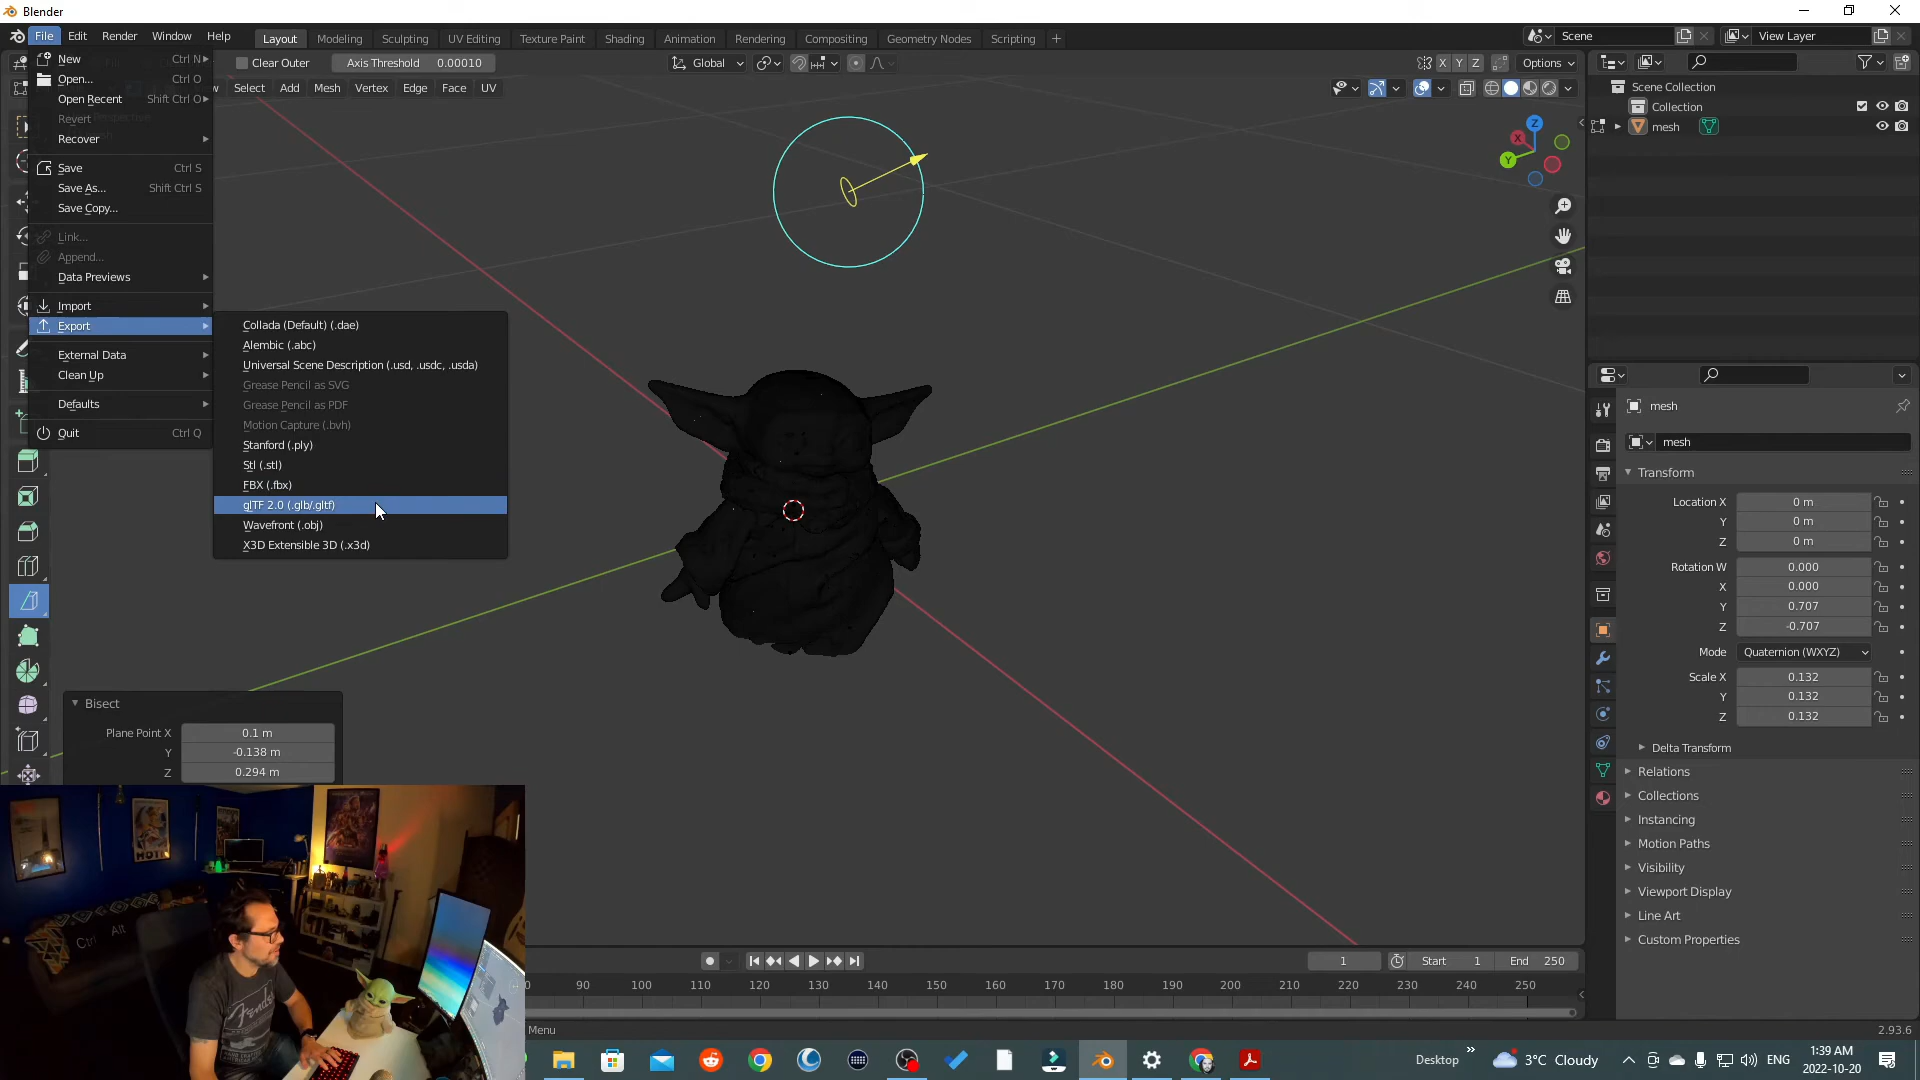 Blender
File Edit Render Window Help
Layout Modeling Sculpting UV Editing Texture Paint Shading Animation Rendering Compositing Geometry Nodes Scripting +
Scene
View Layer
Clear Outer
Axis Threshold 0.00010
Global
X Y Z
Options
Select Add Mesh Vertex Edge Face UV
New Ctrl N
Open... Ctrl O
Open Recent Shift Ctrl O
Revert
Recover
Save Ctrl S
Save As... Shift Ctrl S
Save Copy...
Link...
Append...
Data Previews
Import
Export
External Data
Clean Up
Defaults
Quit Ctrl Q
Collada (Default) (.dae)
Alembic (.abc)
Universal Scene Description (.usd, .usdc, .usda)
Grease Pencil as SVG
Grease Pencil as PDF
Motion Capture (.bvh)
Stanford (.ply)
Stl (.stl)
FBX (.fbx)
glTF 2.0 (.glb/.gltf)
Wavefront (.obj)
X3D Extensible 3D (.x3d)
Z
X
Y
Scene Collection
Collection
mesh
mesh
mesh
Transform
Location X 0 m
Y 0 m
Z 0 m
Rotation W 0.000
X 0.000
Y 0.707
Z -0.707
Mode Quaternion (WXYZ)
Scale X 0.132
Y 0.132
Z 0.132
Delta Transform
Relations
Collections
Instancing
Motion Paths
Visibility
Viewport Display
Line Art
Custom Properties
Bisect
Plane Point X 0.1 m
Y -0.138 m
Z 0.294 m
Ctrl Alt
Fender
1 Start 1 End 250
90 100 110 120 130 140 150 160 170 180 190 200 210 220 230 240 250
Menu
2.93.6
Desktop
3°C Cloudy
ENG
1:39 AM
2022-10-20